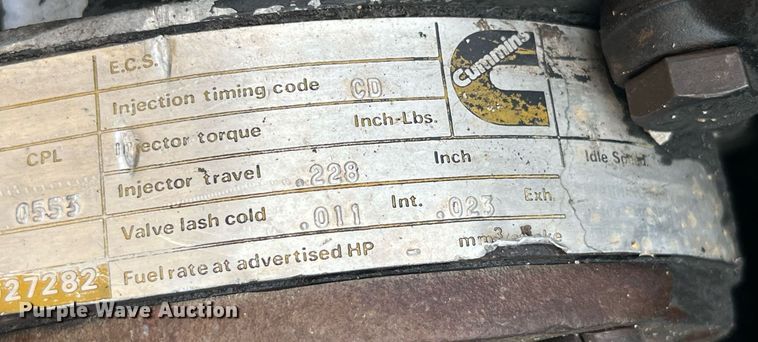 E.C.S.
Injection timing code CD
Injector torque Inch-Lbs.
Injector travel .228 Inch
Valve lash cold .011 Int. .023 Exh.
Fuel rate at advertised HP - mm³/
CPL
0553
27282
Cummins
Idle
Purple Wave Auction